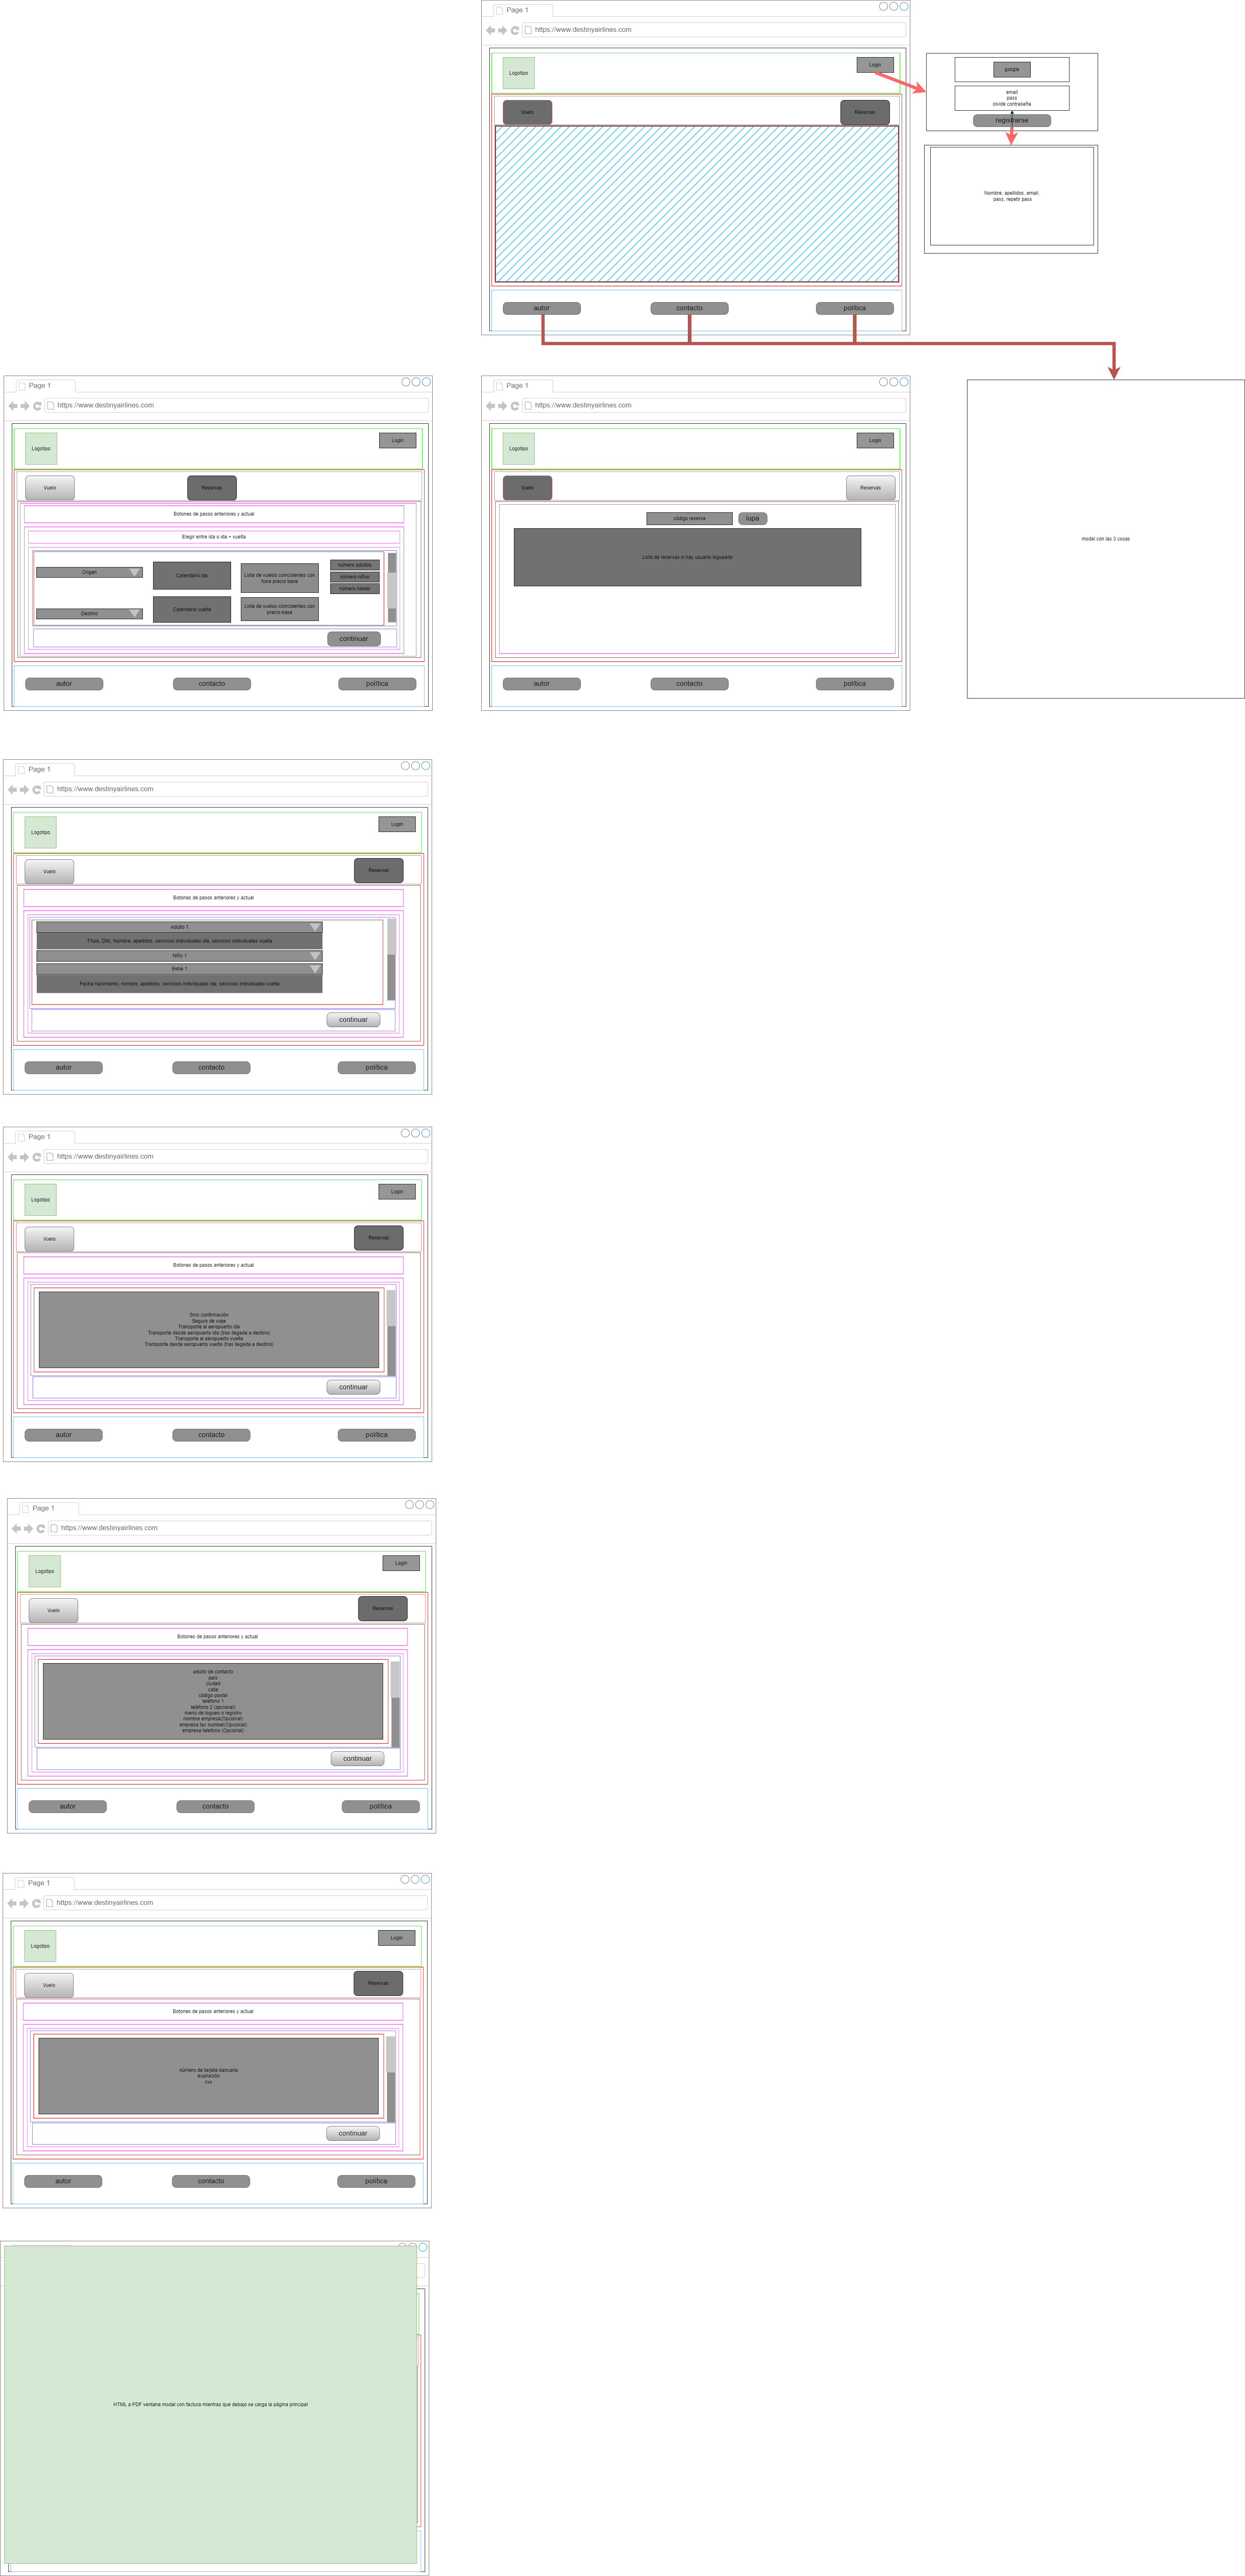 Page 1
https://www.destinyairlines.com
Logotipo
Login
Vuelo
Reservas
autor
contacto
política
google
email
pass
olvide contraseña
registrarse
Nombre, apellidos, email,
pass, repetir pass
Page 1
https://www.destinyairlines.com
Logotipo
Login
Vuelo
Reservas
Botones de pasos anteriores y actual
Elegir entre ida o ida + vuelta
Origen
Destino
Calendario ida
Calendario vuelta
Lista de vuelos coincidentes con
hora precio base
Lista de vuelos coincidentes con
precio base
número adultos
número niños
número bebés
continuar
autor
contacto
política
Page 1
https://www.destinyairlines.com
Logotipo
Login
Vuelo
Reservas
código reserva
lupa
Lista de reservas si hay usuario logueado
autor
contacto
política
modal con las 3 cosas
Page 1
https://www.destinyairlines.com
Logotipo
Login
Vuelo
Reservas
Botones de pasos anteriores y actual
Adulto 1
Título, DNI, Nombre, apellidos, servicios individuales ida, servicios individuales vuelta
Niño 1
Bebé 1
Fecha nacimiento, nombre, apellidos, servicios individuales ida, servicios individuales vuelta
continuar
autor
contacto
política
Page 1
https://www.destinyairlines.com
Logotipo
Login
Vuelo
Reservas
Botones de pasos anteriores y actual
Sms confirmación
Seguro de viaje
Transporte al aeropuerto ida
Transporte desde aeropuerto ida (tras llegada a destino)
Transporte al aeropuerto vuelta
Transporte desde aeropuerto vuelta (tras llegada a destino)
continuar
autor
contacto
política
Page 1
https://www.destinyairlines.com
Logotipo
Login
Vuelo
Reservas
Botones de pasos anteriores y actual
adulto de contacto
país
ciudad
calle
código postal
teléfono 1
teléfono 2 (opcional)
menú de logueo o registro
nombre empresa(Opcional)
empresa tax number(Opcional)
empresa telefono (Opcional)
continuar
autor
contacto
política
Page 1
https://www.destinyairlines.com
Logotipo
Login
Vuelo
Reservas
Botones de pasos anteriores y actual
número de tarjeta bancaria
expiración
cvv
continuar
autor
contacto
política
HTML a PDF ventana modal con factura mientras que debajo se carga la página principal